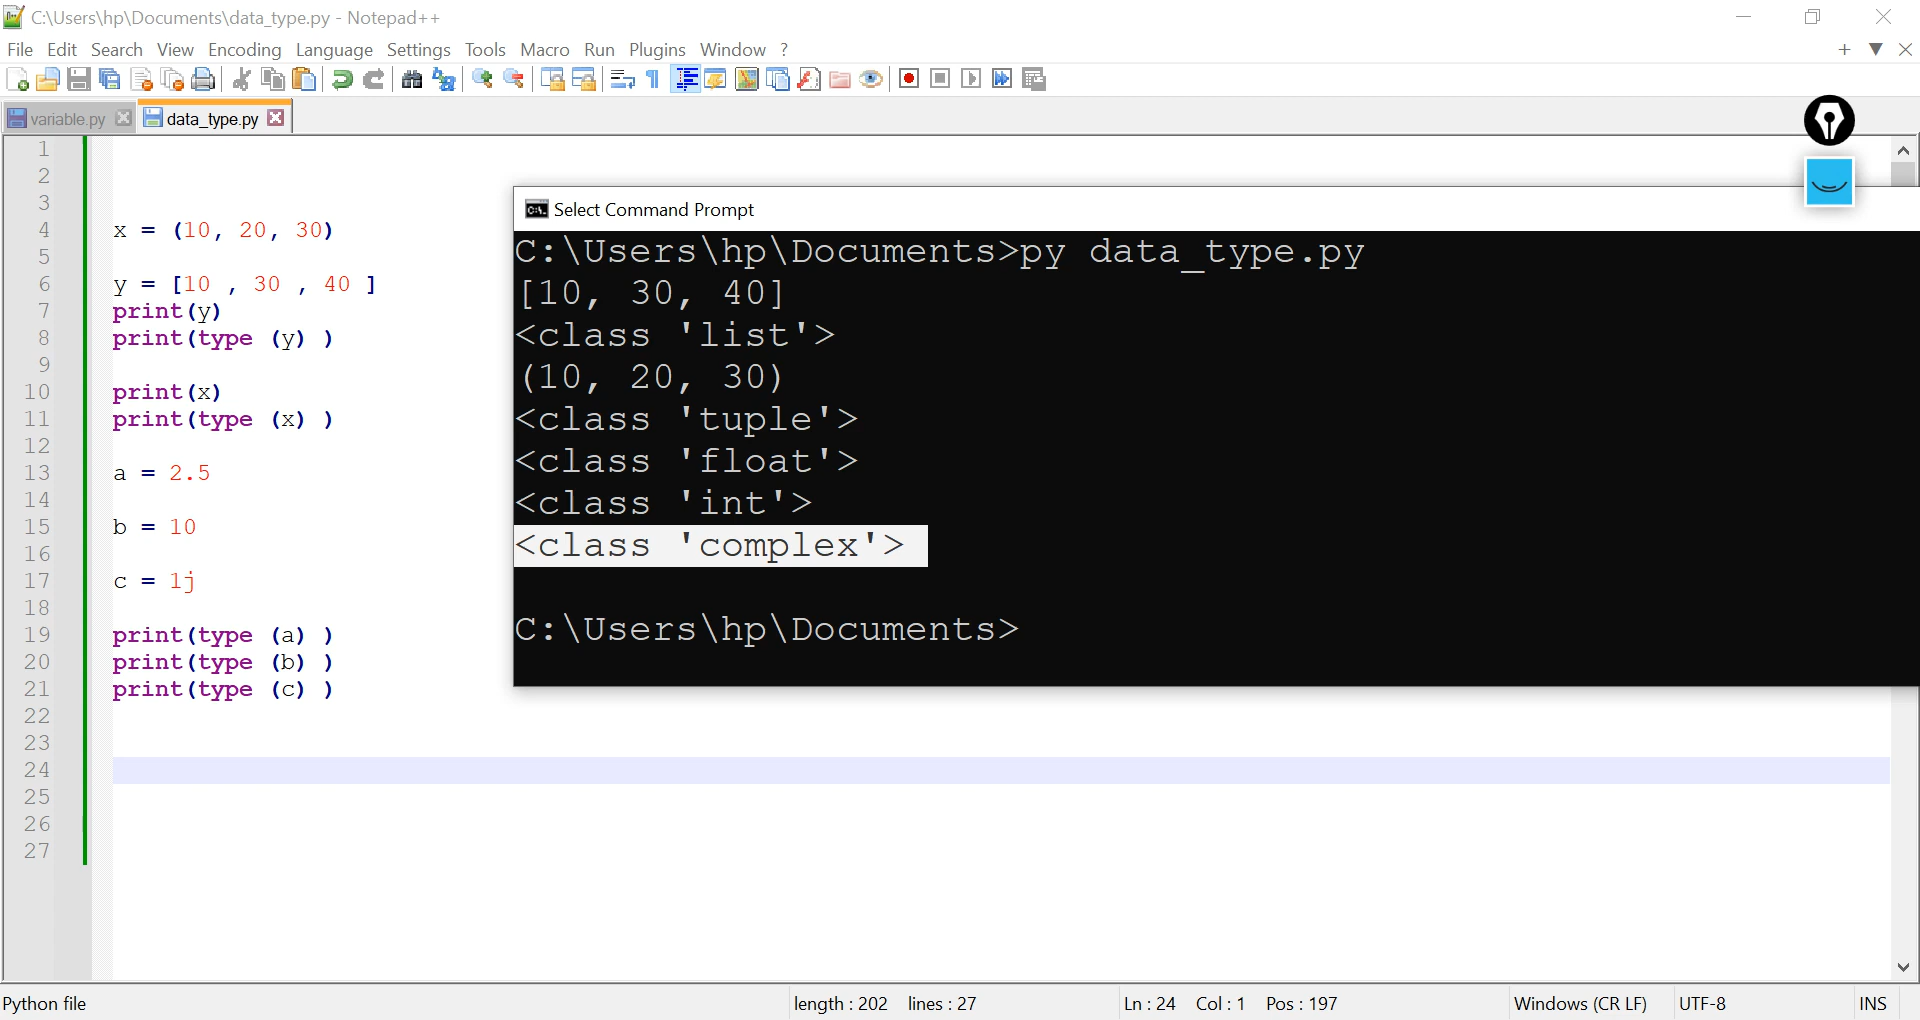 C:\Users\hp\Documents\data_type.py - Notepad++
File Edit Search View Encoding Language Settings Tools Macro Run Plugins Window ?
variable.py data_type.py
1
2
3
4 x = (10, 20, 30)
5
6 y = [10 , 30 , 40 ]
7 print(y)
8 print(type (y) )
9
10 print(x)
11 print(type (x) )
12
13 a = 2.5
14
15 b = 10
16
17 c = 1j
18
19 print(type (a) )
20 print(type (b) )
21 print(type (c) )
22
23
24
25
26
27
C:\. Select Command Prompt
C:\Users\hp\Documents>py data_type.py
[10, 30, 40]
<class 'list'>
(10, 20, 30)
<class 'tuple'>
<class 'float'>
<class 'int'>
<class 'complex'>
C:\Users\hp\Documents>
Python file length : 202 lines : 27 Ln : 24 Col : 1 Pos : 197 Windows (CR LF) UTF-8 INS